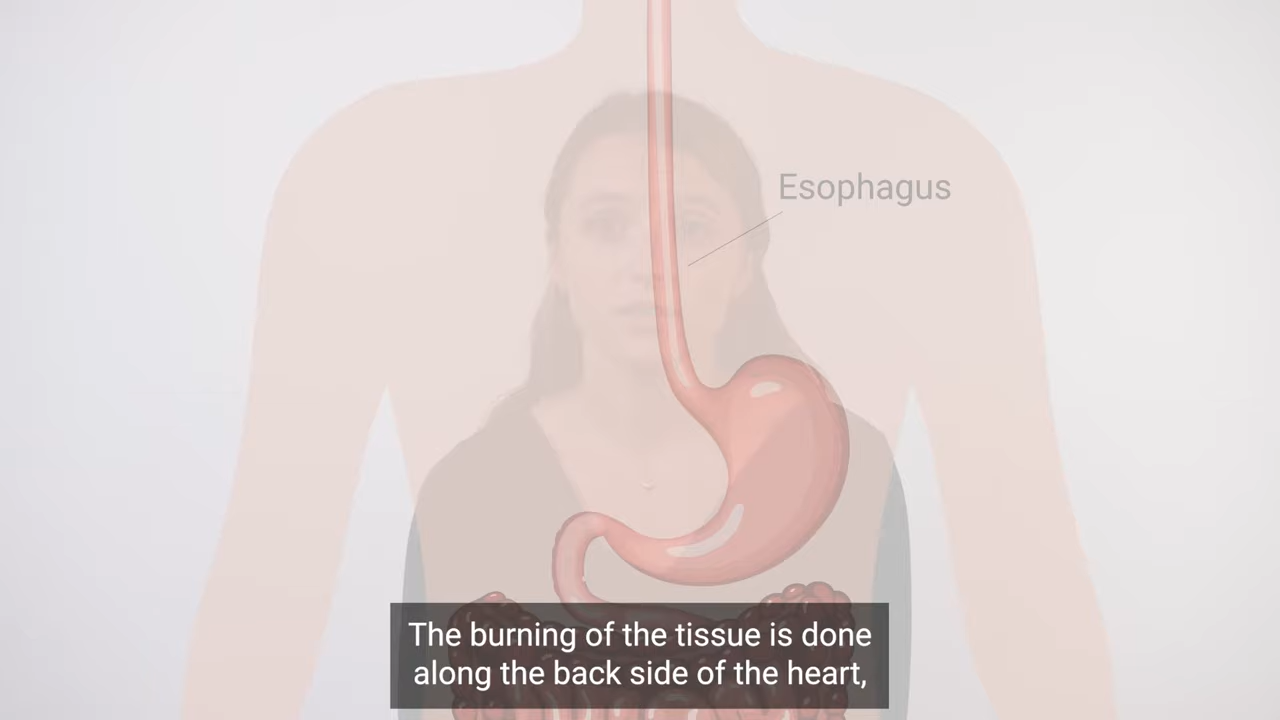 Esophagus
The burning of the tissue is done
along the back side of the heart,